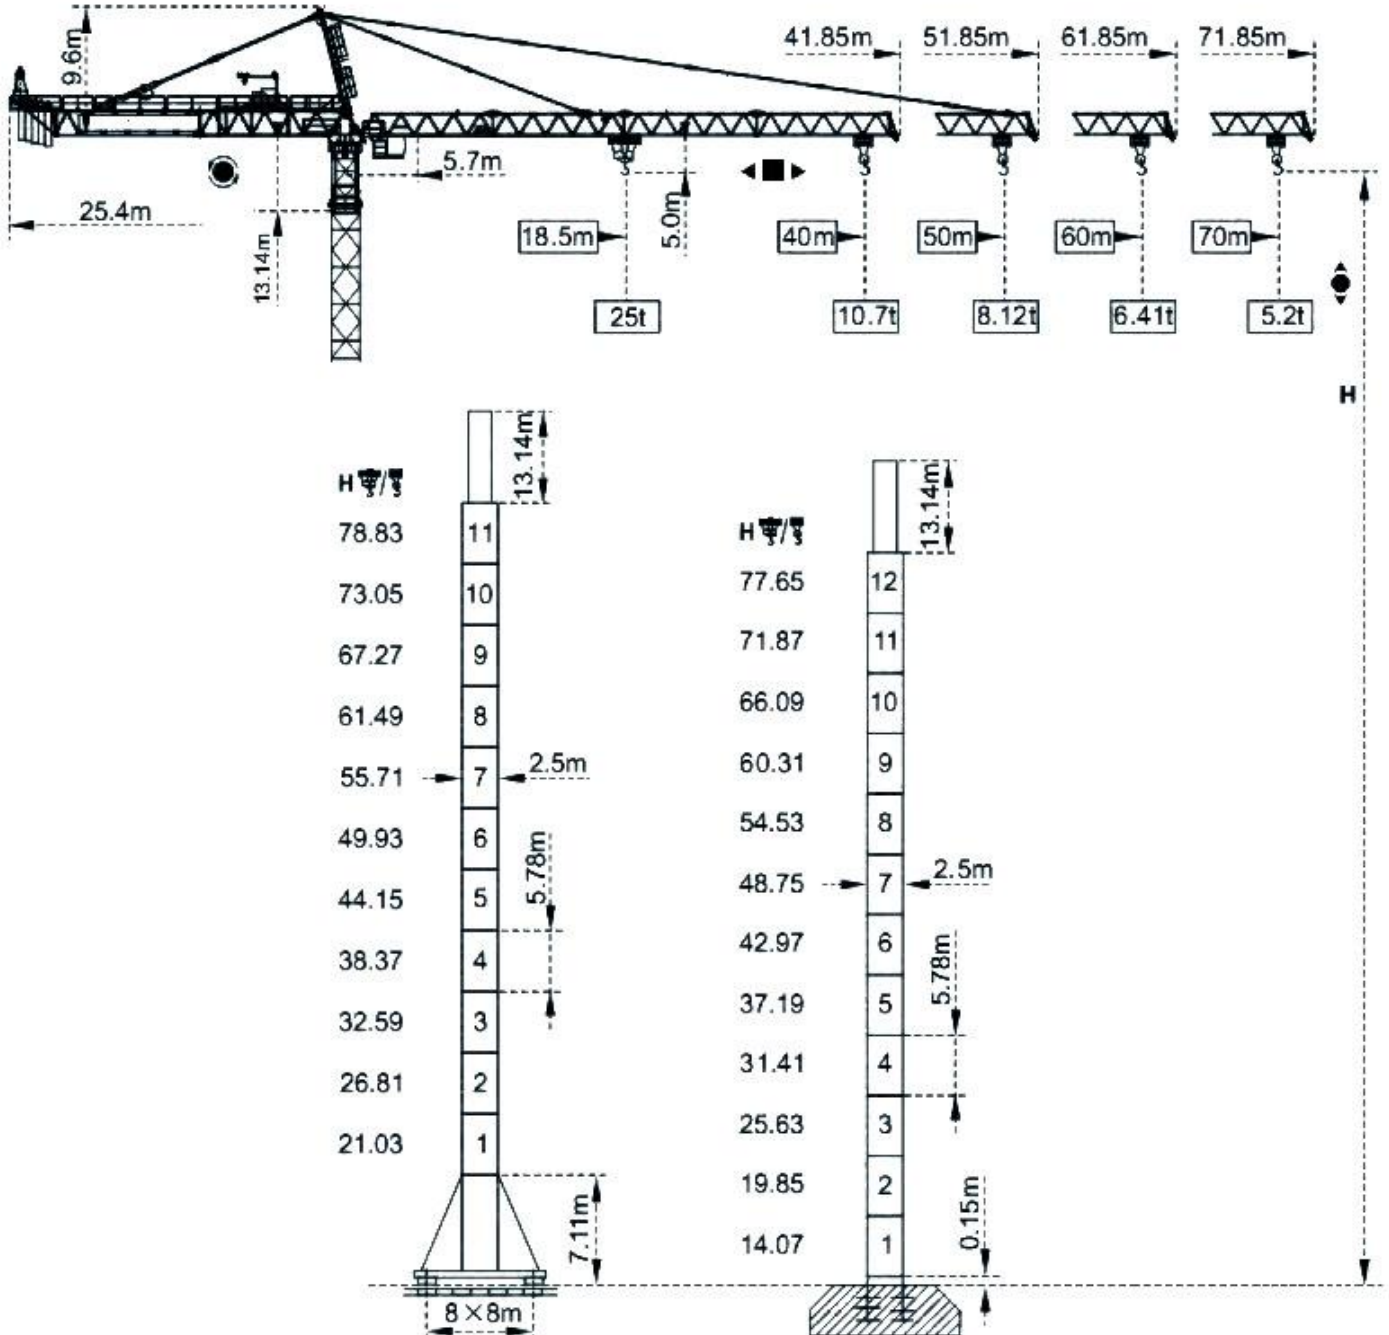 9.6m
41.85m 51.85m 61.85m 71.85m
5.7m
25.4m
13.14m
5.0m
18.5m 40m 50m 60m 70m
25t 10.7t 8.12t 6.41t 5.2t
H
13.14m
H /
78.83 11
73.05 10
67.27 9
61.49 8
55.71 7 2.5m
49.93 6
5.78m
44.15 5
38.37 4
32.59 3
26.81 2
21.03 1
7.11m
8×8m
13.14m
H /
77.65 12
71.87 11
66.09 10
60.31 9
54.53 8
48.75 7 2.5m
42.97 6
5.78m
37.19 5
31.41 4
25.63 3
19.85 2
0.15m
14.07 1